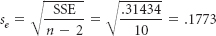 s_e = √(SSE / (n − 2)) = √(.31434 / 10) = .1773